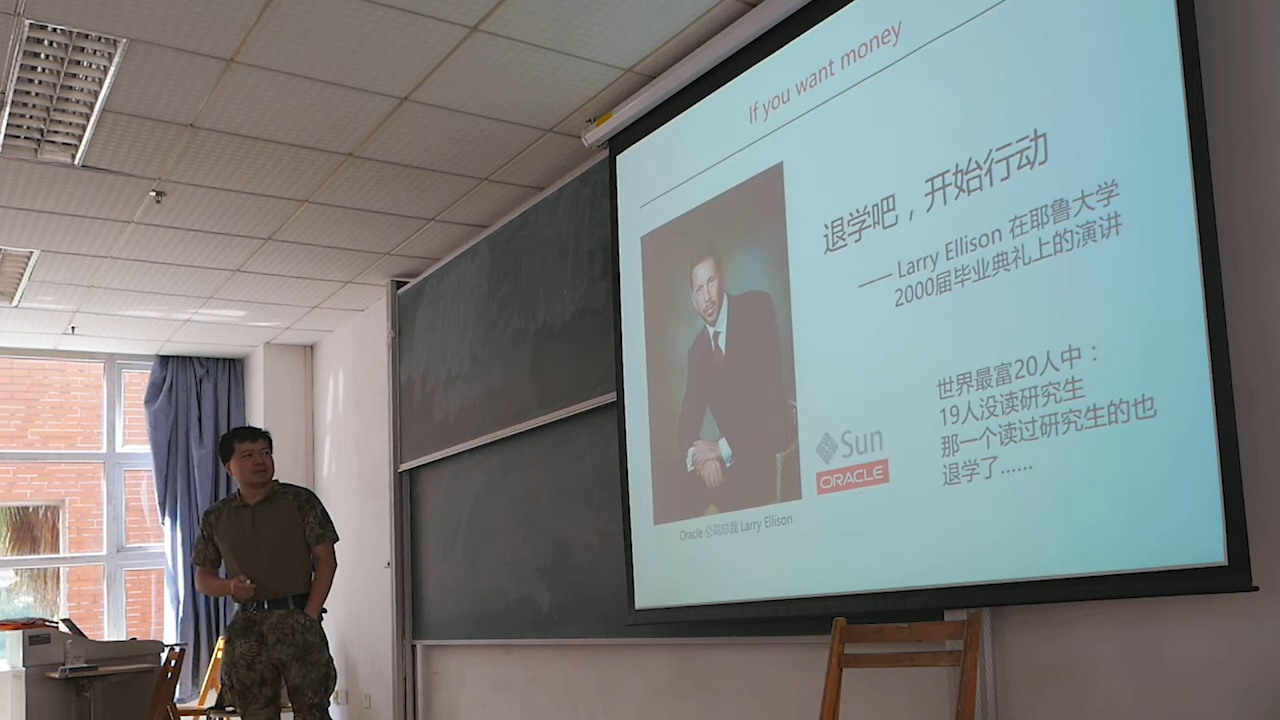 If you want money
退学吧，开始行动
—— Larry Ellison 在耶鲁大学
2000届毕业典礼上的演讲
世界最富20人中：
19人没读研究生
那一个读过研究生的也
退学了……
Sun
ORACLE
Oracle 公司总裁 Larry Ellison